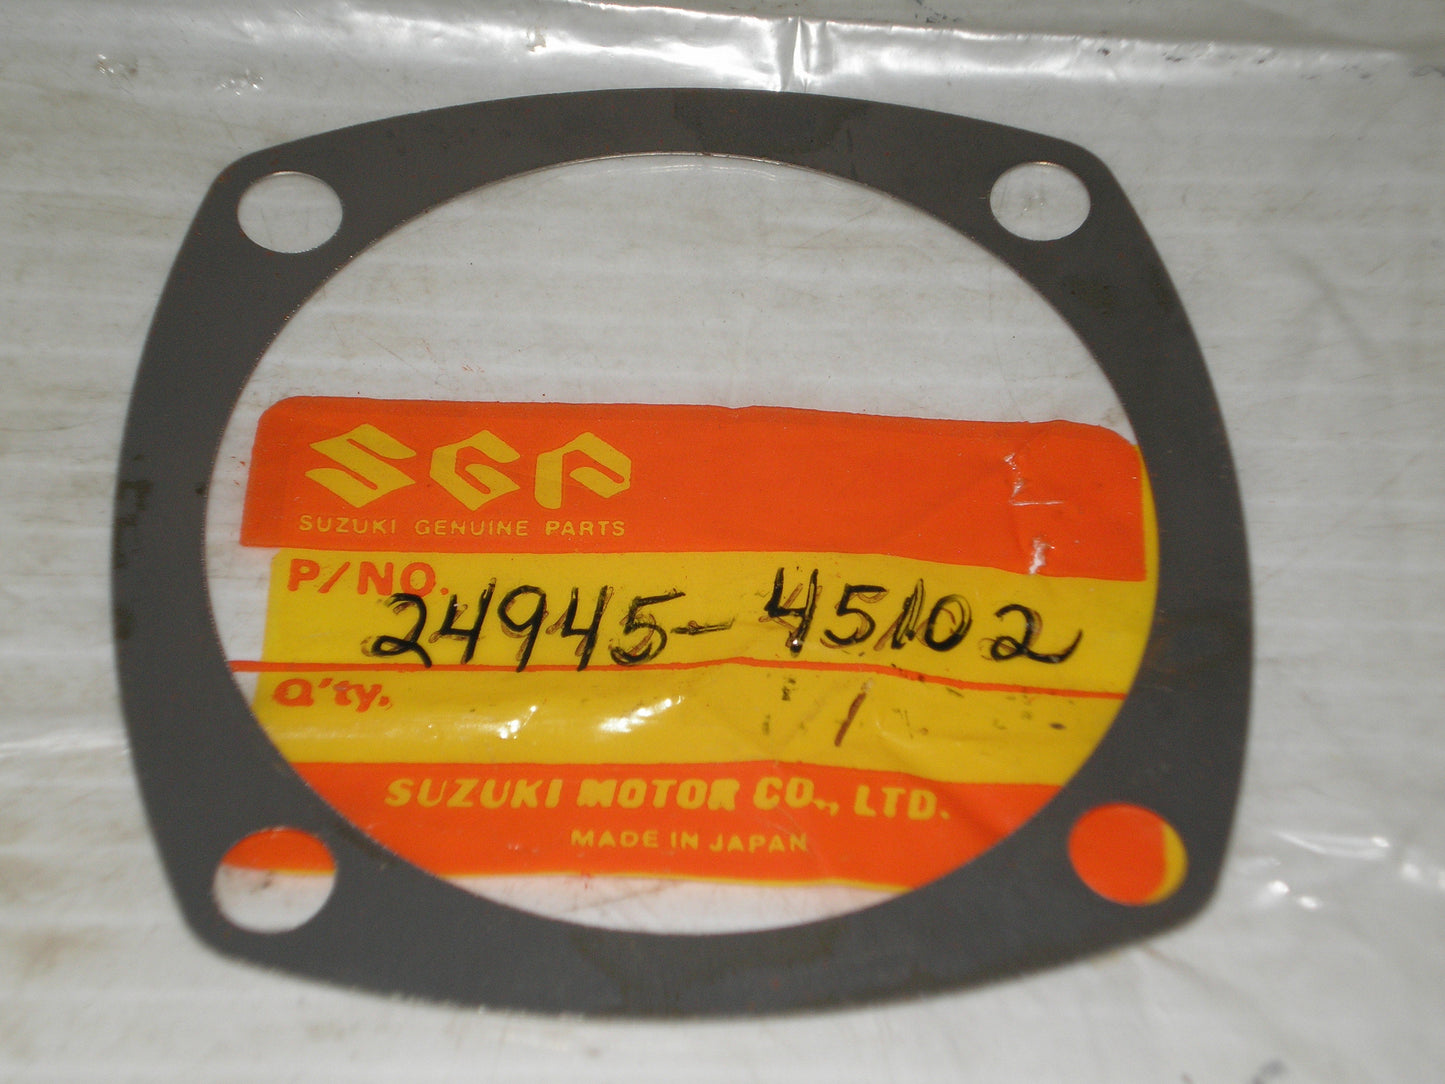 SGP
SUZUKI GENUINE PARTS
P/NO. 24945-45102
Q'ty. 1
SUZUKI MOTOR CO., LTD.
MADE IN JAPAN